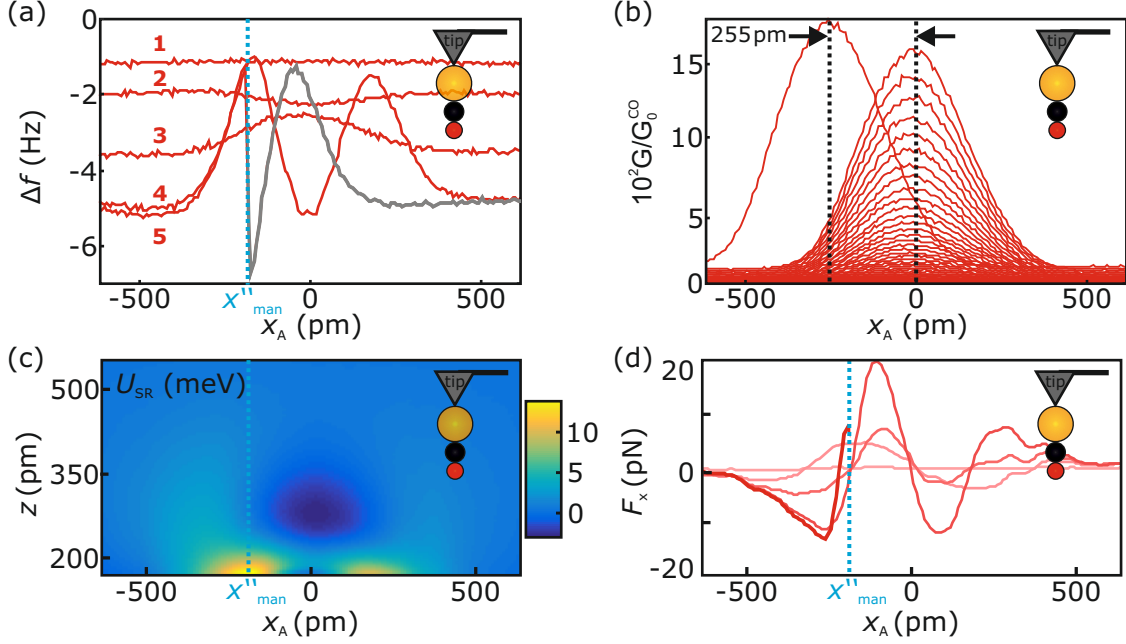 (a)
0
-2
-4
-6
Δf (Hz)
1
2
3
4
5
tip
-500
0
500
x''man
xA (pm)
(b)
255pm
15
10
5
0
10²G/G₀^CO
tip
-500
0
500
xA (pm)
(c)
USR (meV)
500
350
200
z (pm)
tip
10
5
0
-500
0
500
x''man
xA (pm)
(d)
20
0
-20
Fx (pN)
tip
-500
0
500
x''man
xA (pm)